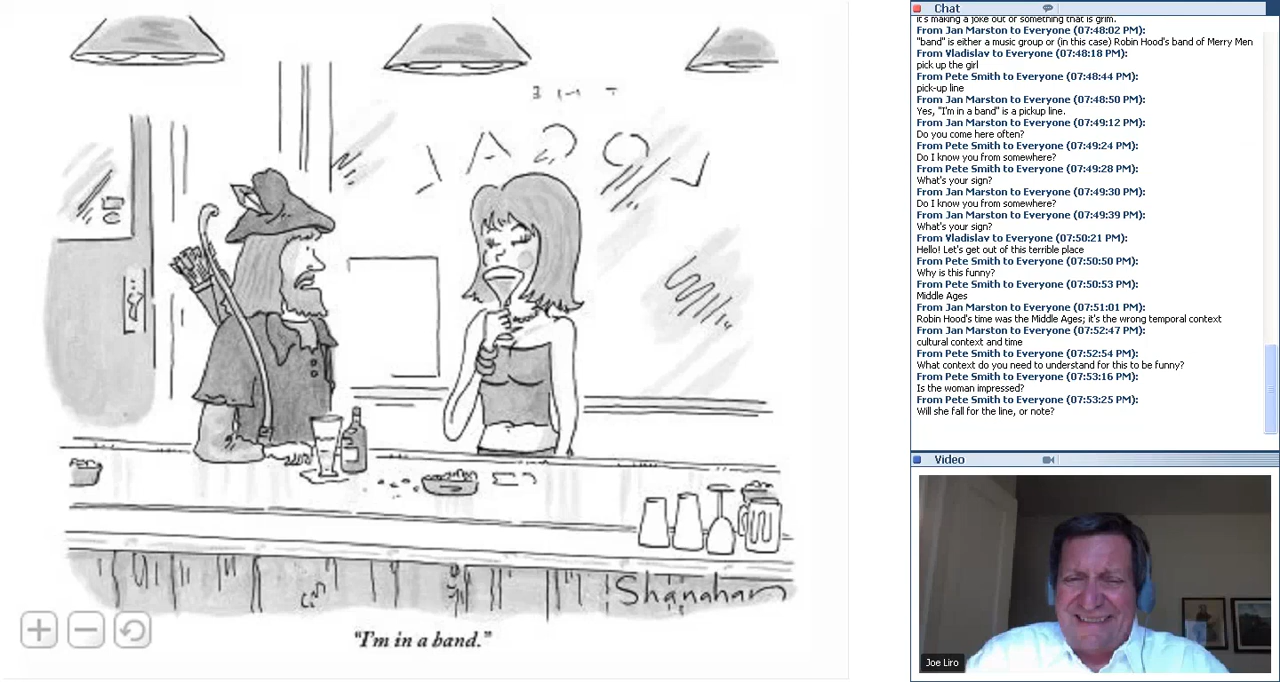 Shanahan
"I'm in a band."
Chat
it's making a joke out of something that is grim.
From Jan Marston to Everyone (07:48:02 PM):
"band" is either a music group or (in this case) Robin Hood's band of Merry Men
From Vladislav to Everyone (07:48:18 PM):
pick up the girl
From Pete Smith to Everyone (07:48:44 PM):
pick-up line
From Jan Marston to Everyone (07:48:50 PM):
Yes, "I'm in a band" is a pickup line.
From Jan Marston to Everyone (07:49:12 PM):
Do you come here often?
From Pete Smith to Everyone (07:49:24 PM):
Do I know you from somewhere?
From Pete Smith to Everyone (07:49:28 PM):
What's your sign?
From Jan Marston to Everyone (07:49:30 PM):
Do I know you from somewhere?
From Jan Marston to Everyone (07:49:39 PM):
What's your sign?
From Vladislav to Everyone (07:50:21 PM):
Hello! Let's get out of this terrible place
From Pete Smith to Everyone (07:50:50 PM):
Why is this funny?
From Pete Smith to Everyone (07:50:53 PM):
Middle Ages
From Jan Marston to Everyone (07:51:01 PM):
Robin Hood's time was the Middle Ages; it's the wrong temporal context
From Jan Marston to Everyone (07:52:47 PM):
cultural context and time
From Pete Smith to Everyone (07:52:54 PM):
What context do you need to understand for this to be funny?
From Pete Smith to Everyone (07:53:16 PM):
Is the woman impressed?
From Pete Smith to Everyone (07:53:25 PM):
Will she fall for the line, or note?
Video
Joe Liro